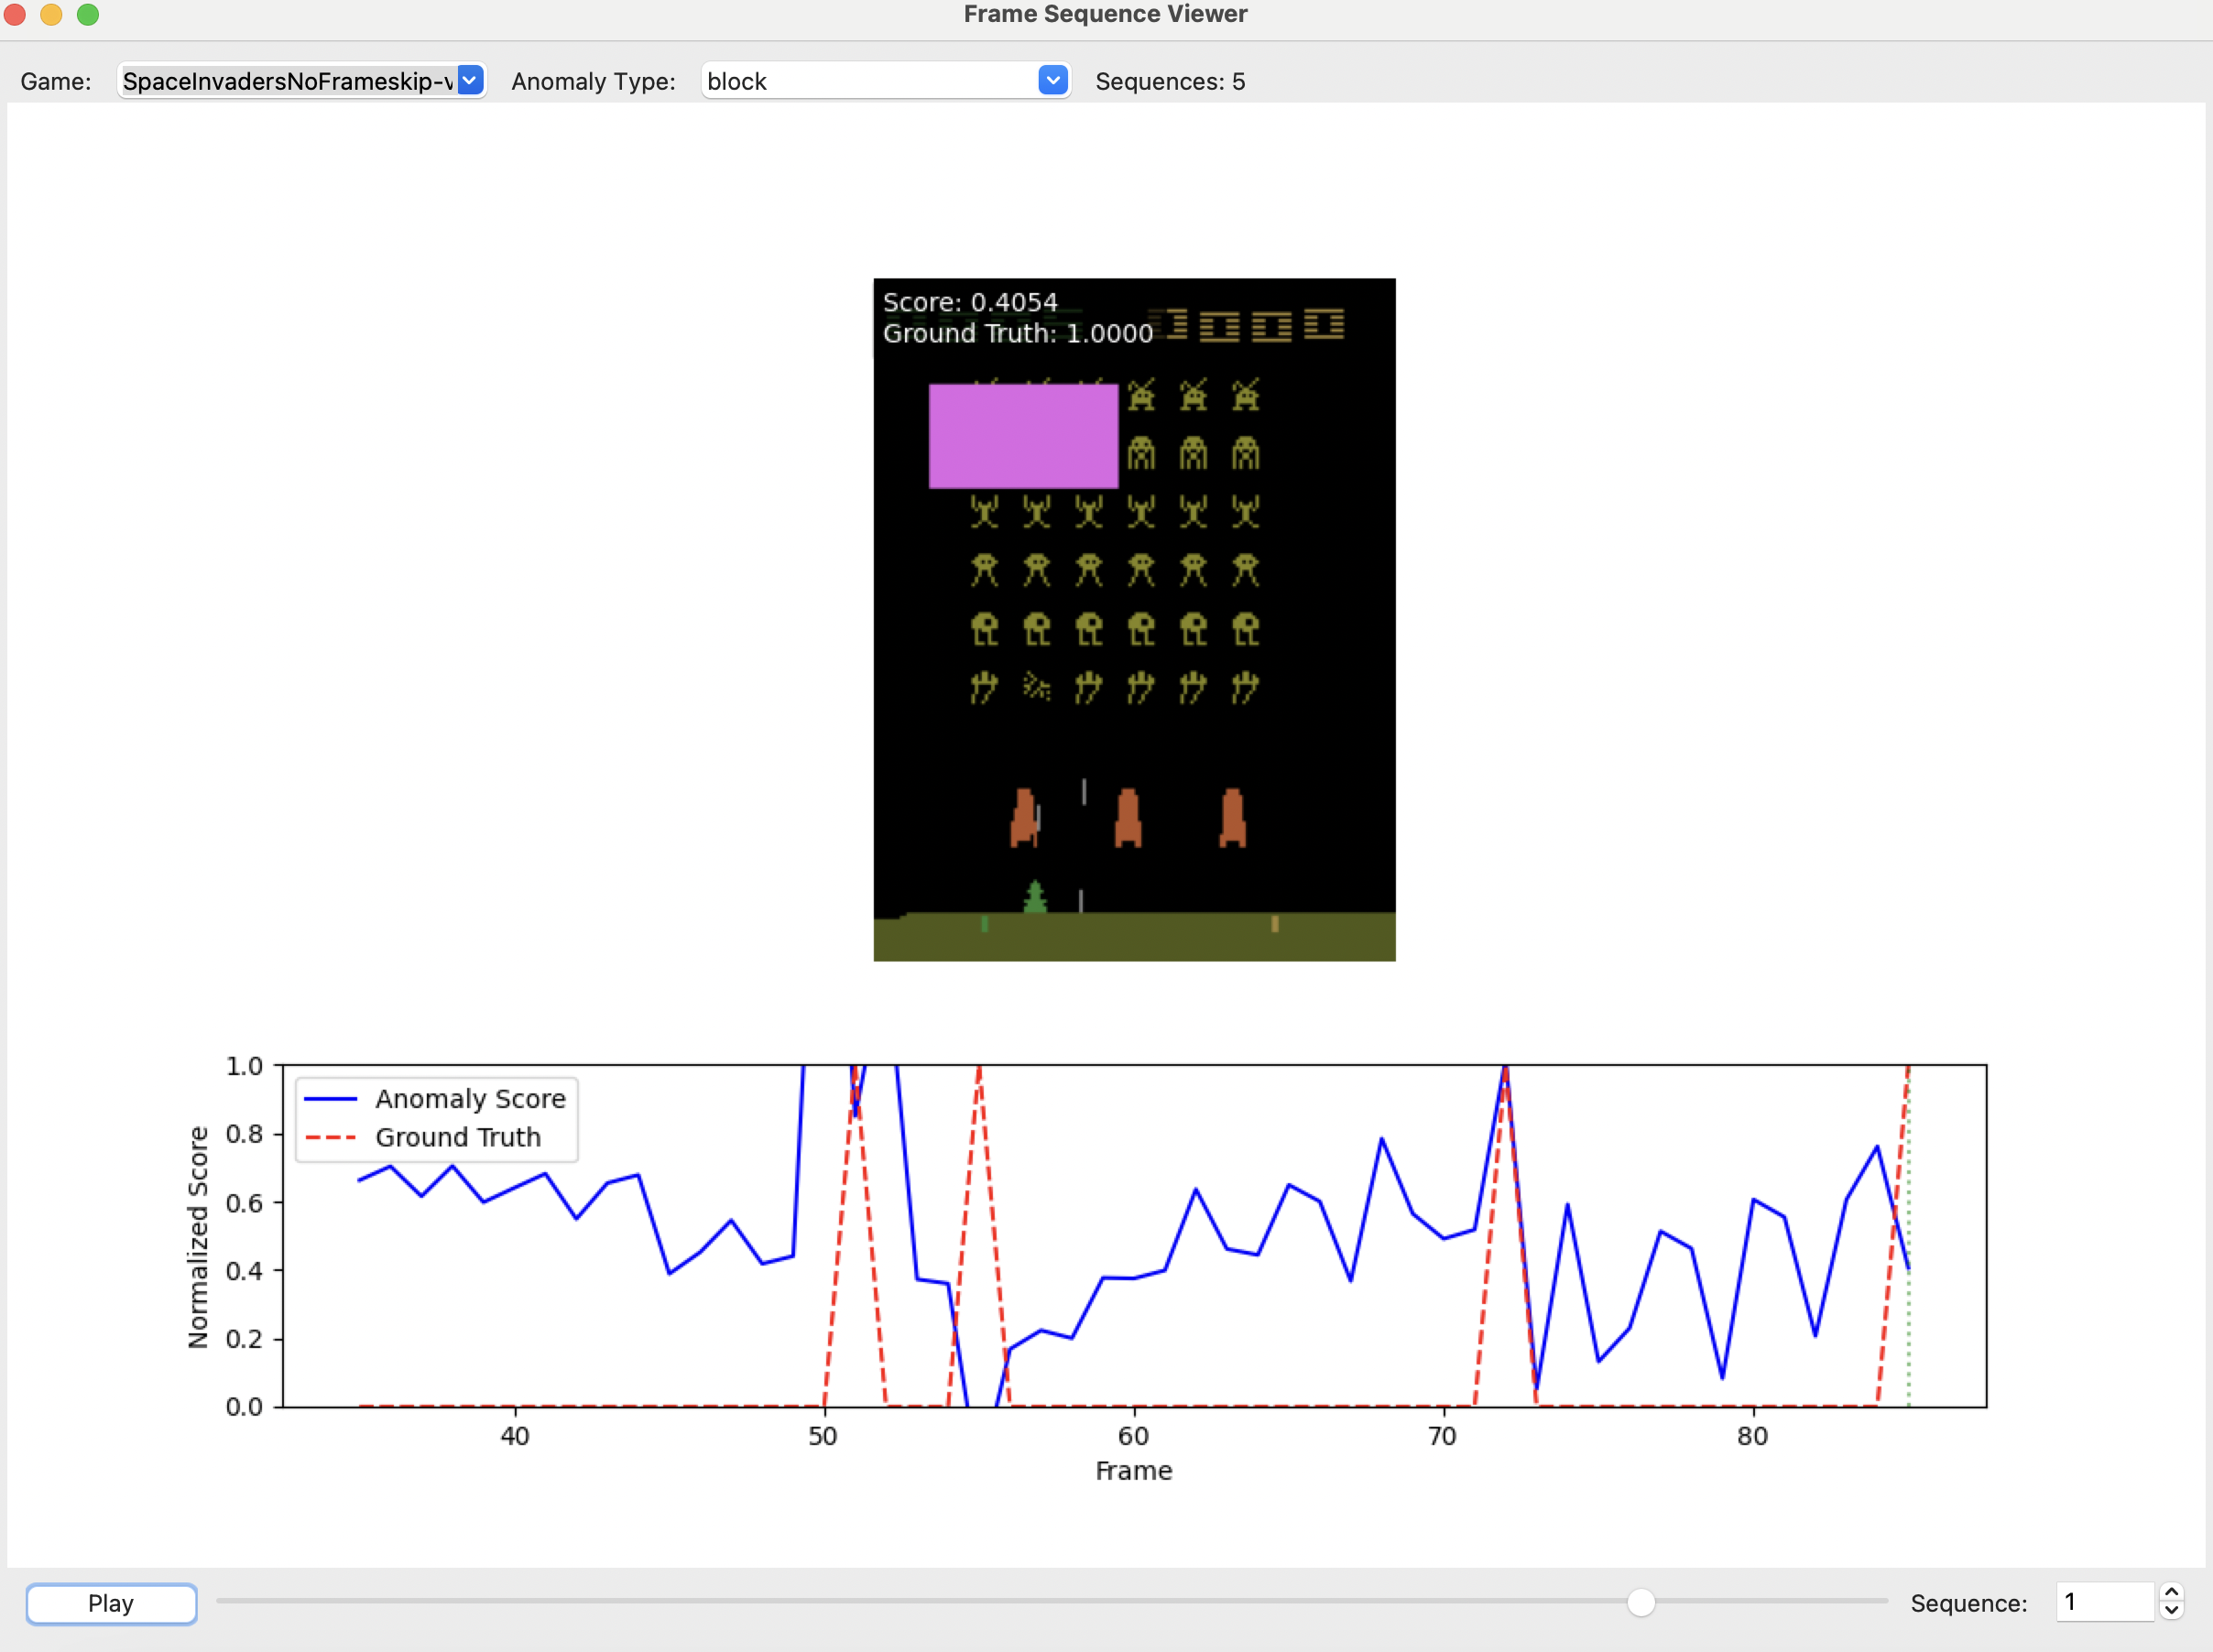 Frame Sequence Viewer
Game: SpaceInvadersNoFrameskip-v Anomaly Type: block Sequences: 5
Score: 0.4054
Ground Truth: 1.0000
1.0
0.8
0.6
0.4
0.2
0.0
Normalized Score
Anomaly Score
Ground Truth
40 50 60 70 80
Frame
Play Sequence: 1